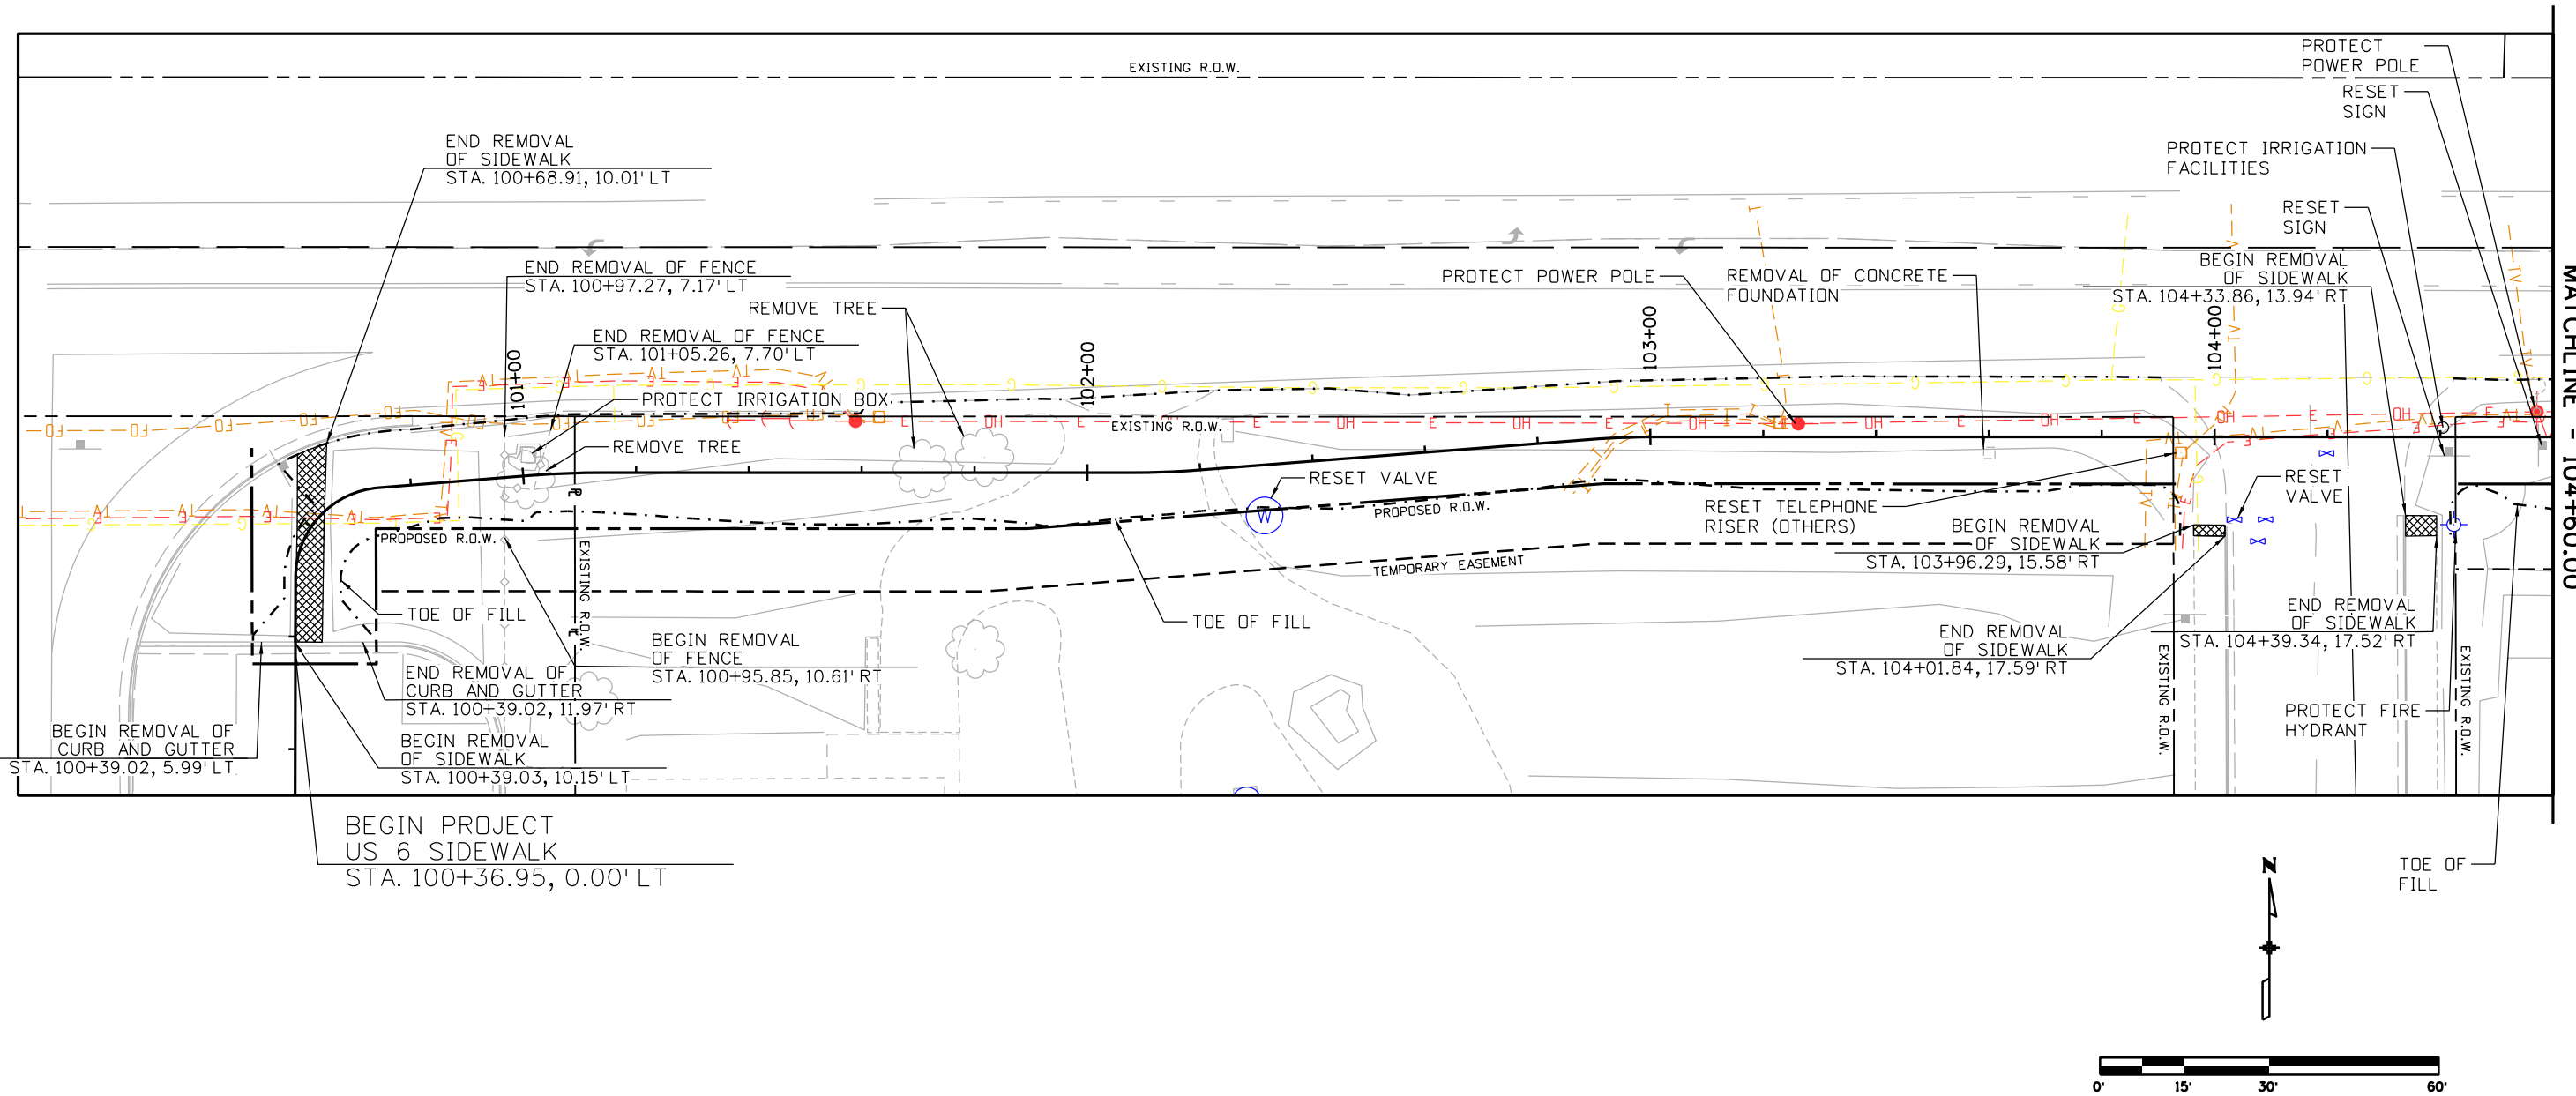 EXISTING R.O.W.
PROTECT
POWER POLE
RESET
SIGN
PROTECT IRRIGATION
FACILITIES
RESET
SIGN
BEGIN REMOVAL
OF SIDEWALK
STA. 104+33.86, 13.94' RT
END REMOVAL
OF SIDEWALK
STA. 100+68.91, 10.01' LT
END REMOVAL OF FENCE
STA. 100+97.27, 7.17' LT
REMOVE TREE
END REMOVAL OF FENCE
STA. 101+05.26, 7.70' LT
PROTECT POWER POLE
REMOVAL OF CONCRETE
FOUNDATION
101+00
102+00
103+00
104+00
MATCHLINE - 104+60.00
PROTECT IRRIGATION BOX
EXISTING R.O.W.
REMOVE TREE
RESET VALVE
W
PROPOSED R.O.W.
RESET TELEPHONE
RISER (OTHERS)
RESET
VALVE
BEGIN REMOVAL
OF SIDEWALK
STA. 103+96.29, 15.58' RT
PROPOSED R.O.W.
EXISTING R.O.W.
TEMPORARY EASEMENT
TOE OF FILL
TOE OF FILL
BEGIN REMOVAL
OF FENCE
STA. 100+95.85, 10.61' RT
END REMOVAL
OF SIDEWALK
STA. 104+01.84, 17.59' RT
END REMOVAL
OF SIDEWALK
STA. 104+39.34, 17.52' RT
EXISTING R.O.W.
EXISTING R.O.W.
END REMOVAL OF
CURB AND GUTTER
STA. 100+39.02, 11.97' RT
PROTECT FIRE
HYDRANT
BEGIN REMOVAL OF
CURB AND GUTTER
STA. 100+39.02, 5.99' LT
BEGIN REMOVAL
OF SIDEWALK
STA. 100+39.03, 10.15' LT
BEGIN PROJECT
US 6 SIDEWALK
STA. 100+36.95, 0.00' LT
TOE OF
FILL
N
0' 15' 30' 60'